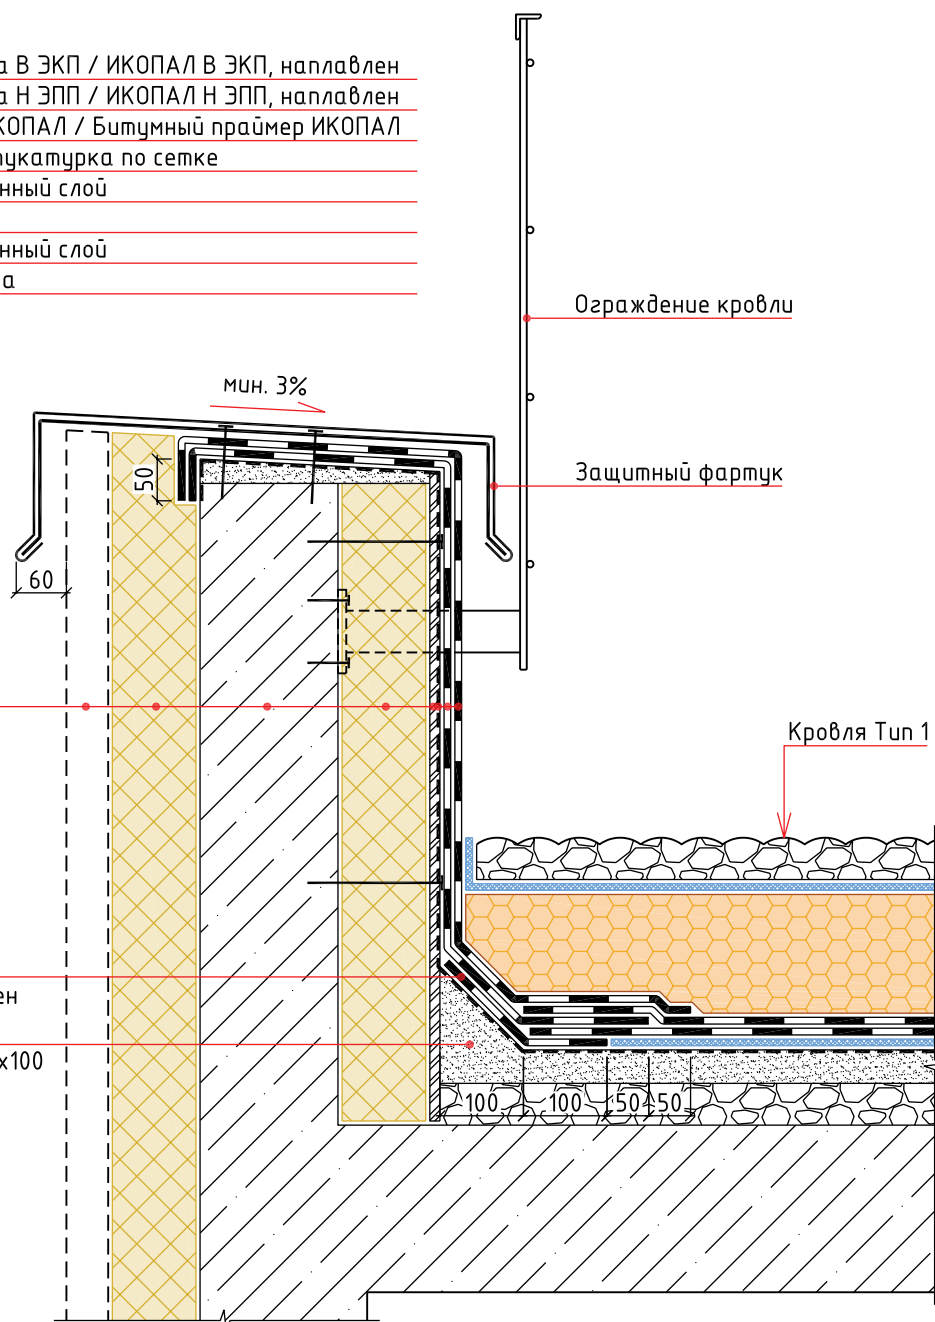 а В ЭКП / ИКОПАЛ В ЭКП, наплавлен
а Н ЭПП / ИКОПАЛ Н ЭПП, наплавлен
КОПАЛ / Битумный праймер ИКОПАЛ
тукатурка по сетке
нный слой
нный слой
а
Ограждение кровли
мин. 3%
Защитный фартук
50
60
Кровля Тип 1
ен
х100
100
100
50
50